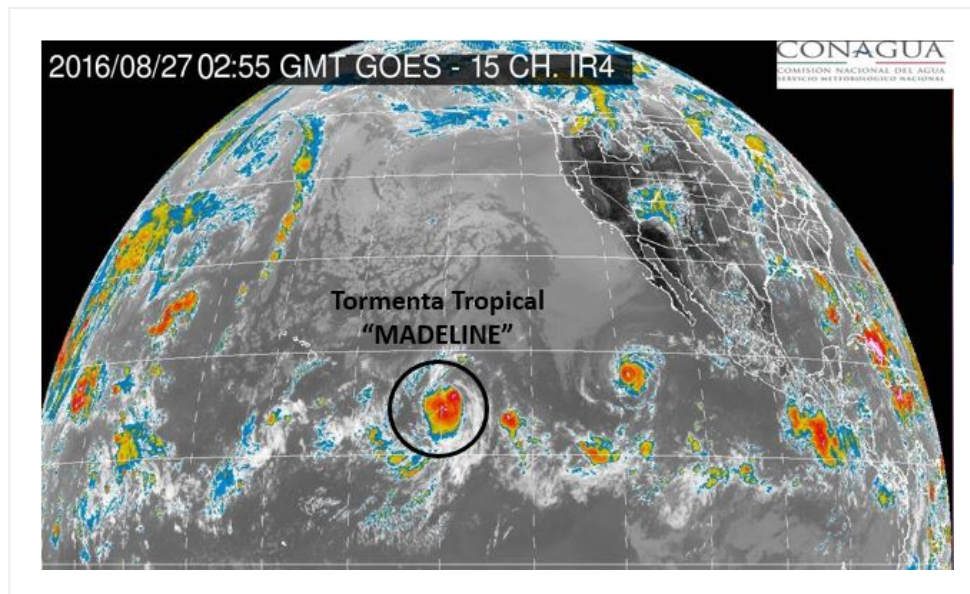 2016/08/27 02:55 GMT GOES - 15 CH. IR4
CONAGUA
COMISIÓN NACIONAL DEL AGUA
SERVICIO METEOROLÓGICO NACIONAL
Tormenta Tropical
“MADELINE”